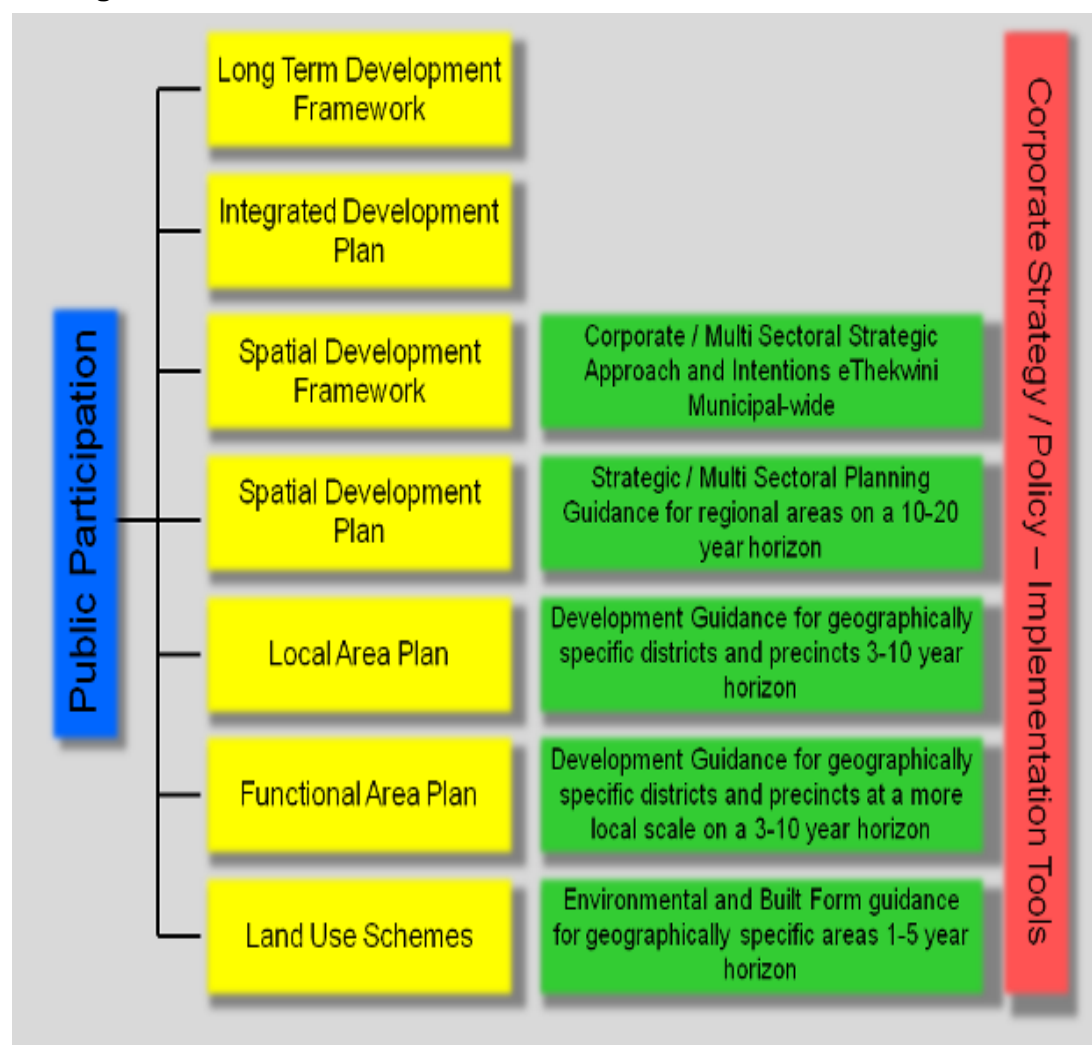 Public Participation
Long Term Development
Framework
Integrated Development
Plan
Spatial Development
Framework
Corporate / Multi Sectoral Strategic
Approach and Intentions eThekwini
Municipal-wide
Spatial Development
Plan
Strategic / Multi Sectoral Planning
Guidance for regional areas on a 10-20
year horizon
Local Area Plan
Development Guidance for geographically
specific districts and precincts 3-10 year
horizon
Functional Area Plan
Development Guidance for geographically
specific districts and precincts at a more
local scale on a 3-10 year horizon
Land Use Schemes
Environmental and Built Form guidance
for geographically specific areas 1-5 year
horizon
Corporate Strategy / Policy – Implementation Tools